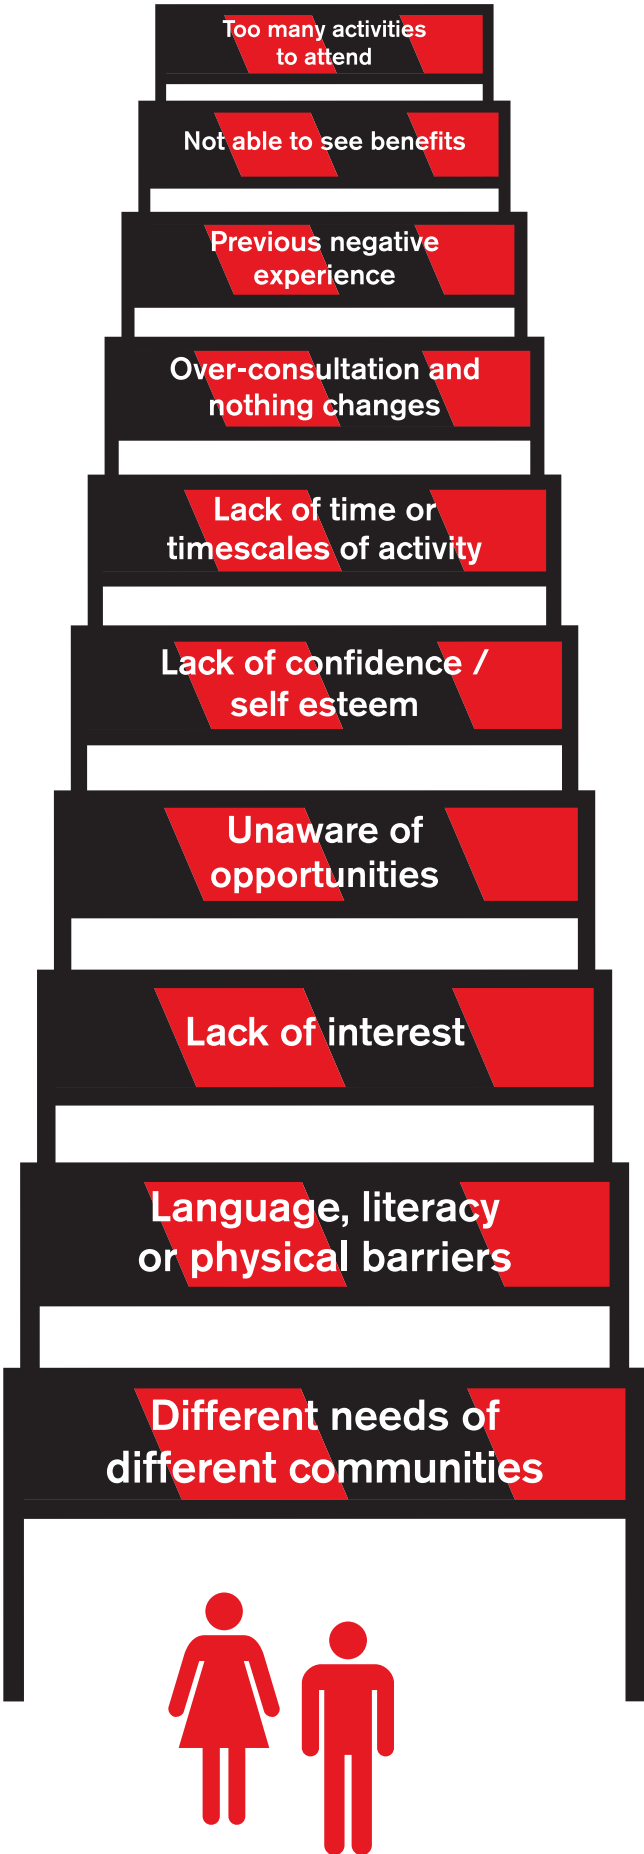 Too many activities
to attend
Not able to see benefits
Previous negative
experience
Over-consultation and
nothing changes
Lack of time or
timescales of activity
Lack of confidence /
self esteem
Unaware of
opportunities
Lack of interest
Language, literacy
or physical barriers
Different needs of
different communities